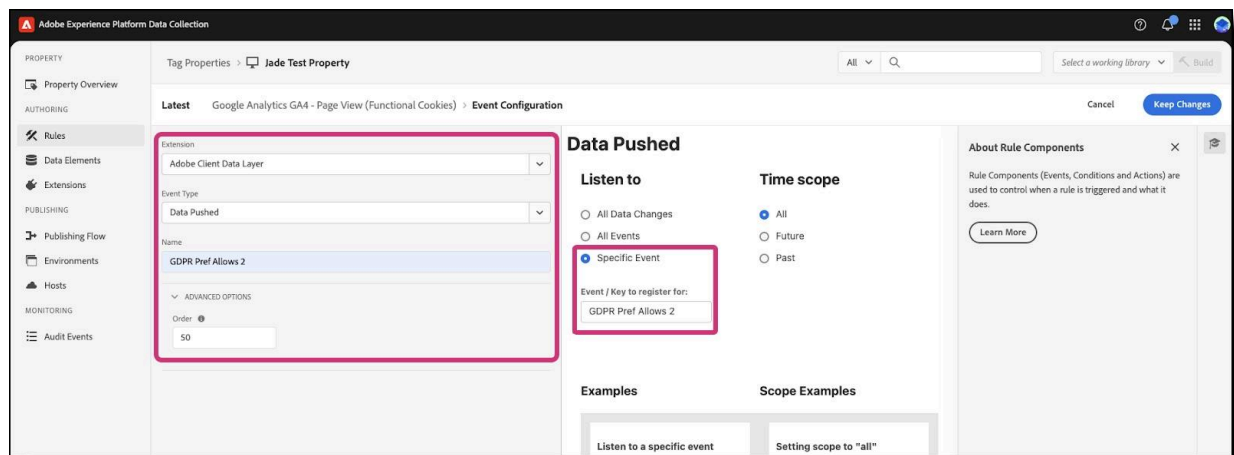 Adobe Experience Platform Data Collection
PROPERTY
Property Overview
AUTHORING
Rules
Data Elements
Extensions
PUBLISHING
Publishing Flow
Environments
Hosts
MONITORING
Audit Events
Tag Properties > Jade Test Property
All
Select a working library
Build
Latest Google Analytics GA4 - Page View (Functional Cookies) > Event Configuration
Cancel
Keep Changes
Extension
Adobe Client Data Layer
Event Type
Data Pushed
Name
GDPR Pref Allows 2
ADVANCED OPTIONS
Order
50
Data Pushed
Listen to
All Data Changes
All Events
Specific Event
Event / Key to register for:
GDPR Pref Allows 2
Time scope
All
Future
Past
Examples
Listen to a specific event
Scope Examples
Setting scope to "all"
About Rule Components
Rule Components (Events, Conditions and Actions) are
used to control when a rule is triggered and what it
does.
Learn More